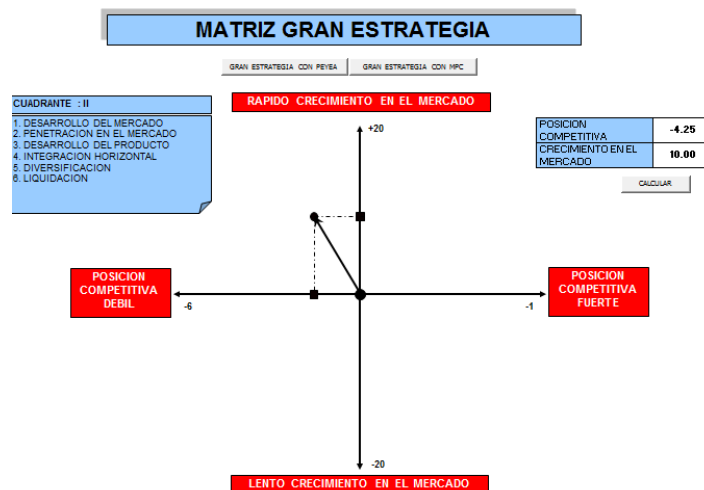 MATRIZ GRAN ESTRATEGIA
GRAN ESTRATEGIA CON PEYEA
GRAN ESTRATEGIA CON MPC
CUADRANTE : II
1. DESARROLLO DEL MERCADO
2. PENETRACION EN EL MERCADO
3. DESARROLLO DEL PRODUCTO
4. INTEGRACION HORIZONTAL
5. DIVERSIFICACION
6. LIQUIDACION
RAPIDO CRECIMIENTO EN EL MERCADO
+20
POSICION
COMPETITIVA
-4.25
CRECIMIENTO EN EL
MERCADO
10.00
CALCULAR
POSICION
COMPETITIVA
DEBIL
-6
-1
POSICION
COMPETITIVA
FUERTE
-20
LENTO CRECIMIENTO EN EL MERCADO